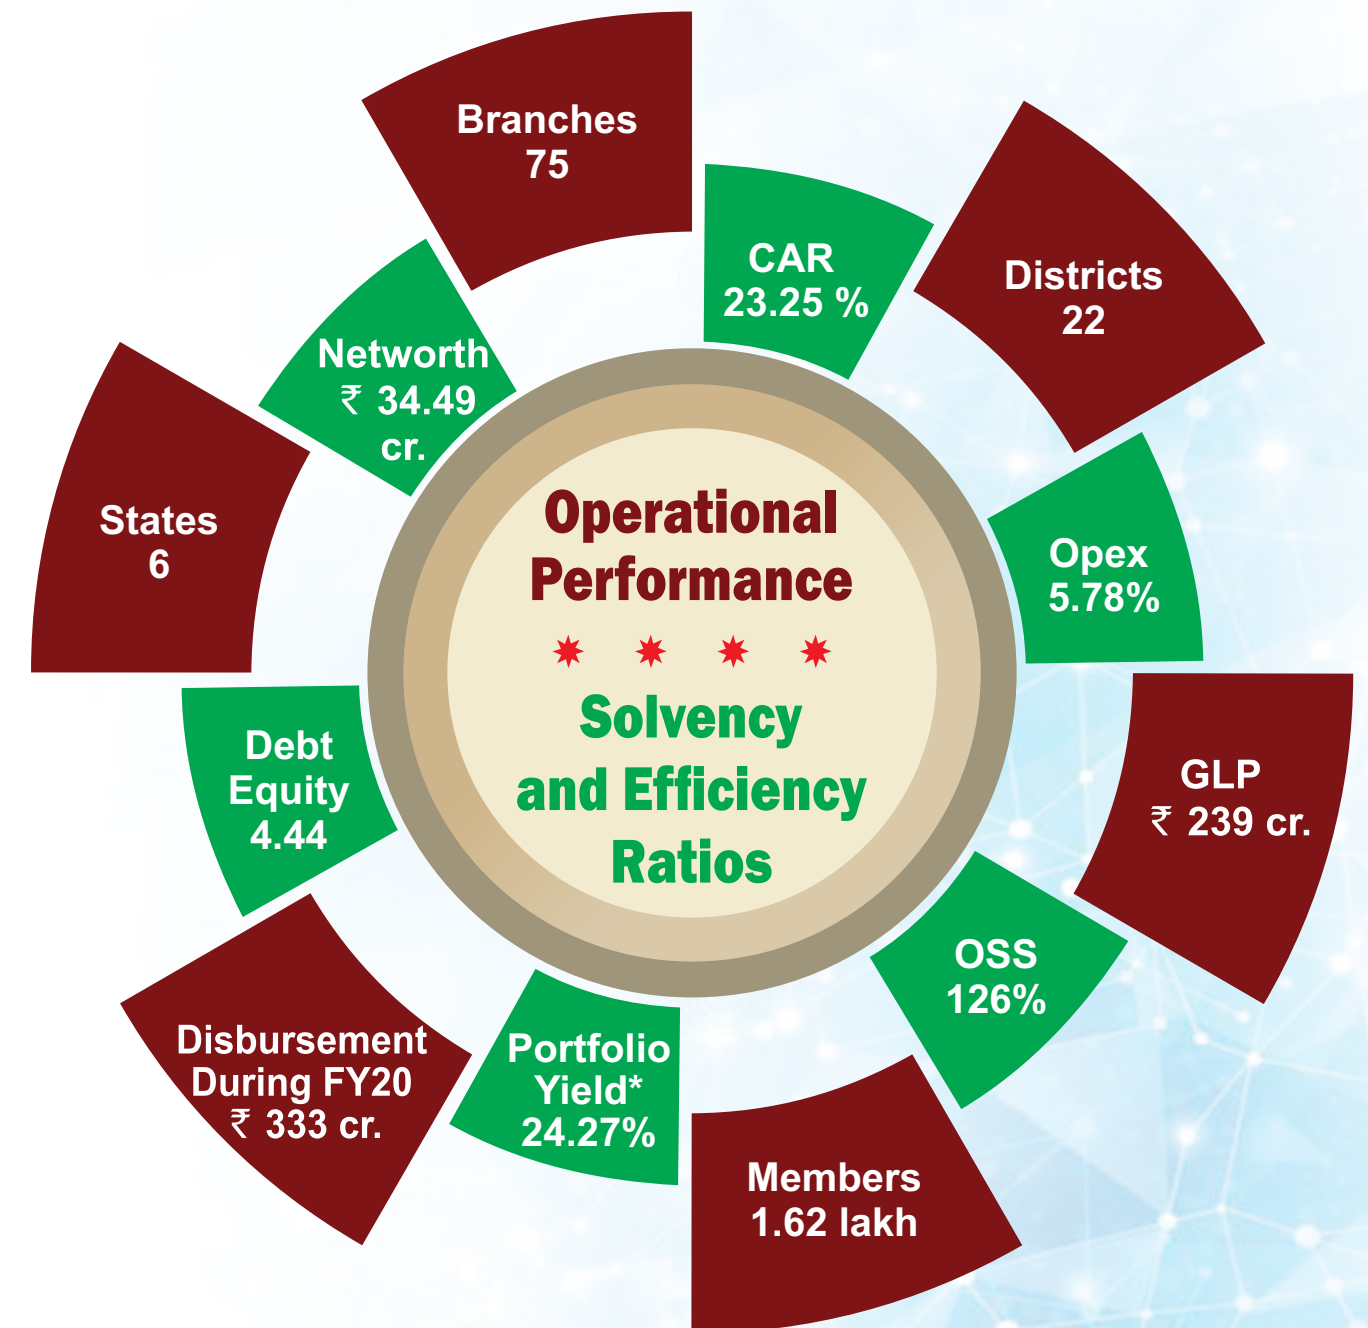 Branches
75
CAR
23.25 %
Districts
22
Networth
₹ 34.49
cr.
States
6
Operational
Performance
Solvency
and Efficiency
Ratios
Opex
5.78%
GLP
₹ 239 cr.
Debt
Equity
4.44
OSS
126%
Disbursement
During FY20
₹ 333 cr.
Portfolio
Yield*
24.27%
Members
1.62 lakh